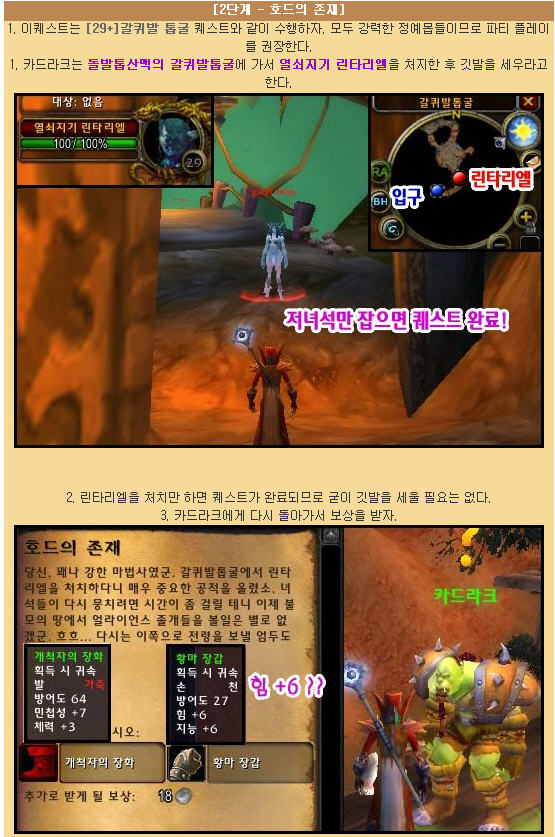 [2단계 - 호드의 존재]
1. 이퀘스트는 [29+]갈퀴발 톱굴 퀘스트와 같이 수행하자. 모두 강력한 정예몹들이므로 파티 플레이
를 권장한다.
1. 카드라크는 돌발톱산맥의 갈퀴발톱굴에 가서 열쇠지기 린타리엘을 처지한 후 깃발을 세우라고
한다.
대상: 없음
열쇠지기 린타리엘
100 / 100%
29
갈퀴발톱굴
N
RA
BH
C
입구
린타리엘
저녀석만 잡으면 퀘스트 완료!
2. 린타리엘을 처치만 하면 퀘스트가 완료되므로 굳이 깃발을 세울 필요는 없다.
3. 카드라크에게 다시 돌아가서 보상을 받자.
호드의 존재
당신, 꽤나 강한 마법사였군. 갈퀴발톱굴에서 린타
리엘을 처치하다니 매우 중요한 공적을 올렸소. 녀
석들이 다시 뭉치려면 시간이 좀 걸릴 테니 이제 불
모의 땅에서 얼라이언스 졸개들을 볼일은 별로 없
겠군. 흐흐... 다시는 이쪽으로 전령을 보낼 엄두도
개척자의 장화
획득 시 귀속
발 가죽
방어도 64
민첩성 +7
체력 +3
황마 장갑
획득 시 귀속
손 천
방어도 27
힘 +6
지능 +6
힘 +6 ??
시오:
개척자의 장화
황마 장갑
추가로 받게 될 보상: 18
카드라크